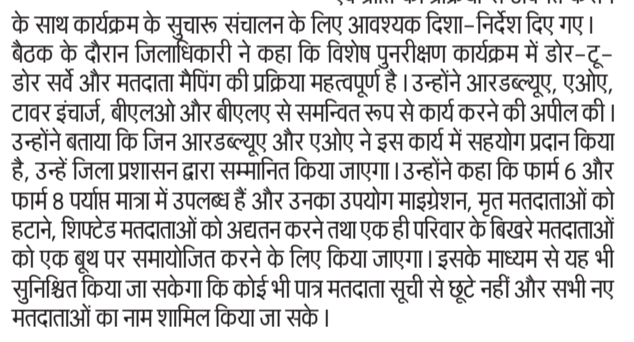 के साथ कार्यक्रम के सुचारू संचालन के लिए आवश्यक दिशा-निर्देश दिए गए।
बैठक के दौरान जिलाधिकारी ने कहा कि विशेष पुनरीक्षण कार्यक्रम में डोर-टू-
डोर सर्वे और मतदाता मैपिंग की प्रक्रिया महत्वपूर्ण है। उन्होंने आरडब्ल्यूए, एओए,
टावर इंचार्ज, बीएलओ और बीएलए से समन्वित रूप से कार्य करने की अपील की।
उन्होंने बताया कि जिन आरडब्ल्यूए और एओए ने इस कार्य में सहयोग प्रदान किया
है, उन्हें जिला प्रशासन द्वारा सम्मानित किया जाएगा। उन्होंने कहा कि फार्म 6 और
फार्म 8 पर्याप्त मात्रा में उपलब्ध हैं और उनका उपयोग माइग्रेशन, मृत मतदाताओं को
हटाने, शिफ्टेड मतदाताओं को अद्यतन करने तथा एक ही परिवार के बिखरे मतदाताओं
को एक बूथ पर समायोजित करने के लिए किया जाएगा। इसके माध्यम से यह भी
सुनिश्चित किया जा सकेगा कि कोई भी पात्र मतदाता सूची से छूटे नहीं और सभी नए
मतदाताओं का नाम शामिल किया जा सके।